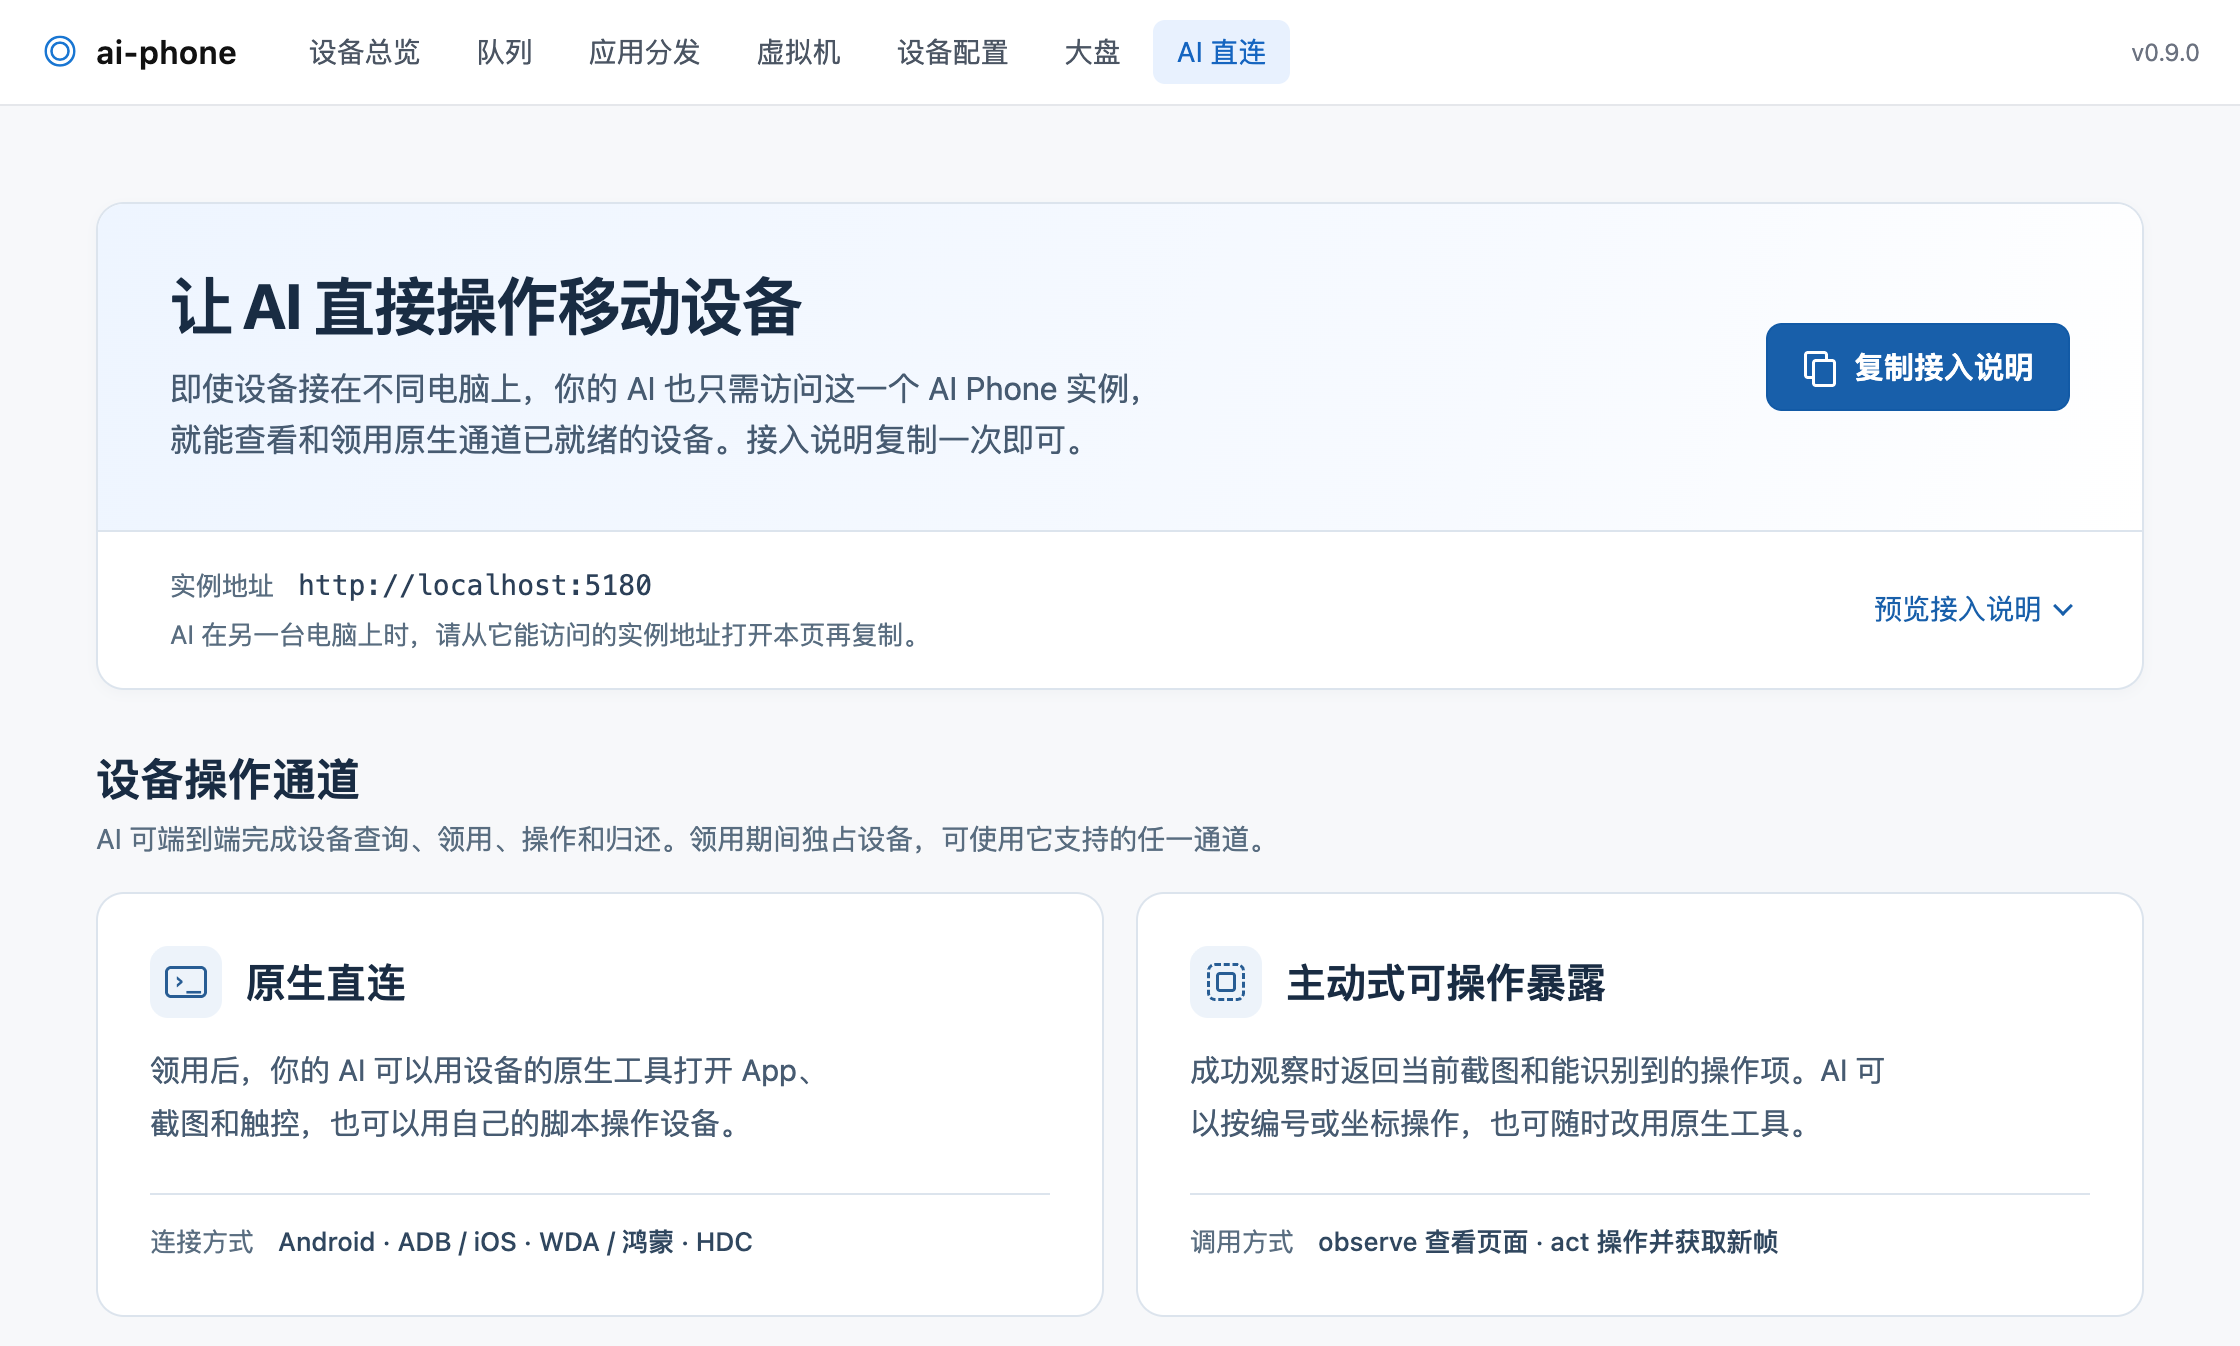 ai-phone 设备总览 队列 应用分发 虚拟机 设备配置 大盘 AI 直连 v0.9.0
让 AI 直接操作移动设备
即使设备接在不同电脑上，你的 AI 也只需访问这一个 AI Phone 实例，
就能查看和领用原生通道已就绪的设备。接入说明复制一次即可。
复制接入说明
实例地址 http://localhost:5180
AI 在另一台电脑上时，请从它能访问的实例地址打开本页再复制。
预览接入说明
设备操作通道
AI 可端到端完成设备查询、领用、操作和归还。领用期间独占设备，可使用它支持的任一通道。
原生直连
领用后，你的 AI 可以用设备的原生工具打开 App、
截图和触控，也可以用自己的脚本操作设备。
连接方式 Android · ADB / iOS · WDA / 鸿蒙 · HDC
主动式可操作暴露
成功观察时返回当前截图和能识别到的操作项。AI 可
以按编号或坐标操作，也可随时改用原生工具。
调用方式 observe 查看页面 · act 操作并获取新帧